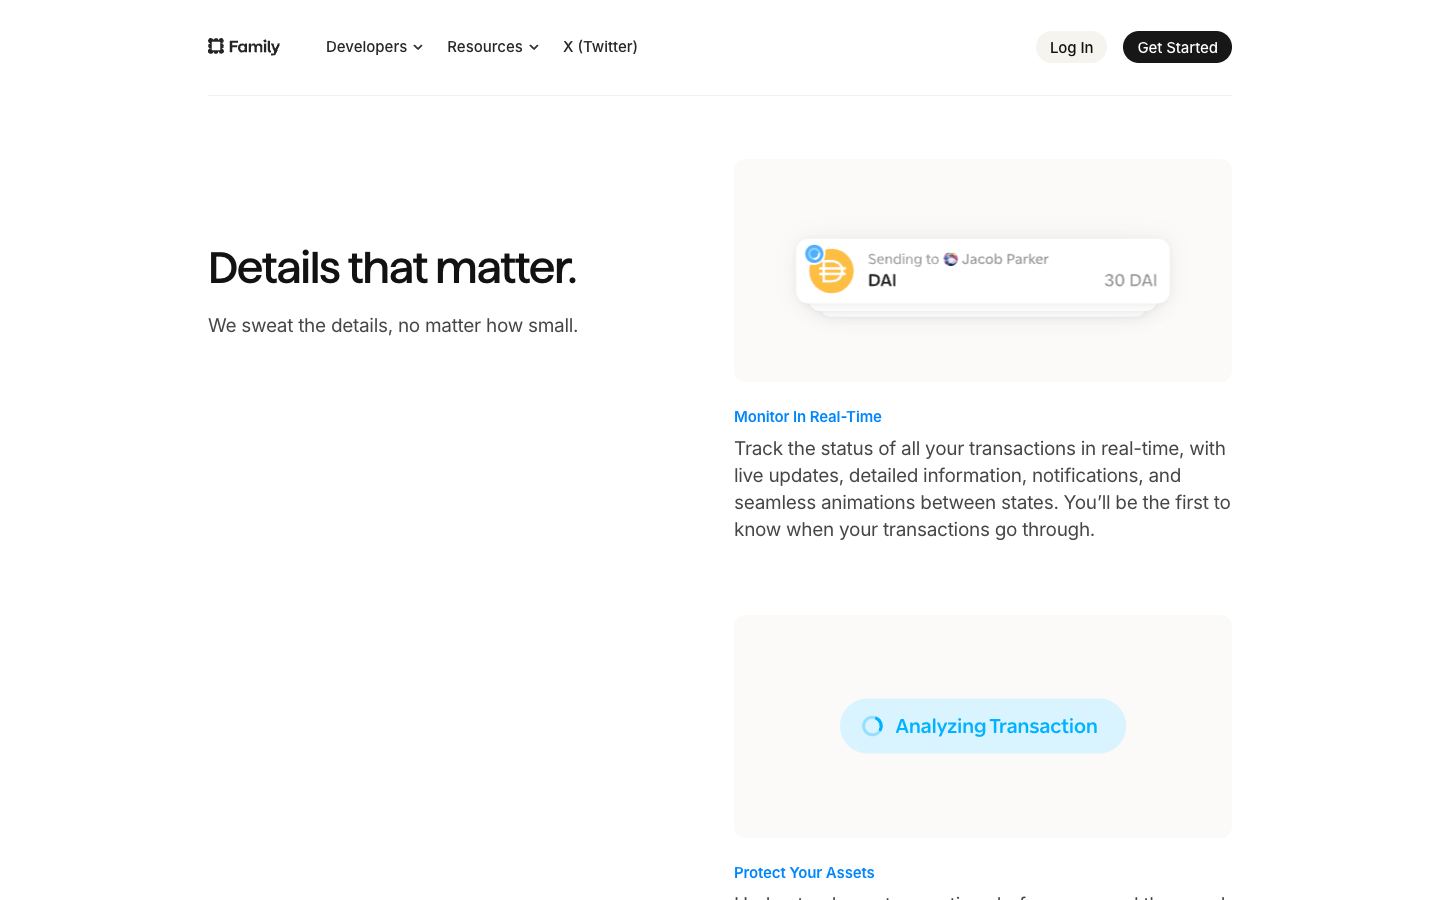 Family
Developers
Resources
X (Twitter)
Log In
Get Started
Details that matter.
We sweat the details, no matter how small.
Sending to Jacob Parker
DAI
30 DAI
Monitor In Real-Time
Track the status of all your transactions in real-time, with
live updates, detailed information, notifications, and
seamless animations between states. You’ll be the first to
know when your transactions go through.
Analyzing Transaction
Protect Your Assets